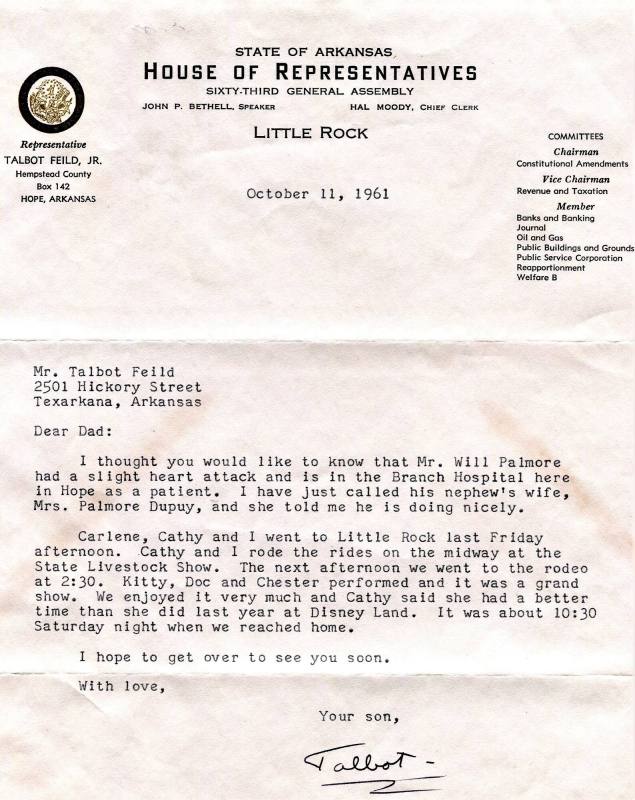 STATE OF ARKANSAS
HOUSE OF REPRESENTATIVES
SIXTY-THIRD GENERAL ASSEMBLY
JOHN P. BETHELL, SPEAKER HAL MOODY, CHIEF CLERK
LITTLE ROCK
Representative
TALBOT FEILD, JR.
Hempstead County
Box 142
HOPE, ARKANSAS
COMMITTEES
Chairman
Constitutional Amendments
Vice Chairman
Revenue and Taxation
Member
Banks and Banking
Journal
Oil and Gas
Public Buildings and Grounds
Public Service Corporation
Reapportionment
Welfare B
October 11, 1961
Mr. Talbot Feild
2501 Hickory Street
Texarkana, Arkansas
Dear Dad:
I thought you would like to know that Mr. Will Palmore
had a slight heart attack and is in the Branch Hospital here
in Hope as a patient. I have just called his nephew's wife,
Mrs. Palmore Dupuy, and she told me he is doing nicely.
Carlene, Cathy and I went to Little Rock last Friday
afternoon. Cathy and I rode the rides on the midway at the
State Livestock Show. The next afternoon we went to the rodeo
at 2:30. Kitty, Doc and Chester performed and it was a grand
show. We enjoyed it very much and Cathy said she had a better
time than she did last year at Disney Land. It was about 10:30
Saturday night when we reached home.
I hope to get over to see you soon.
With love,
Your son,
Talbot -